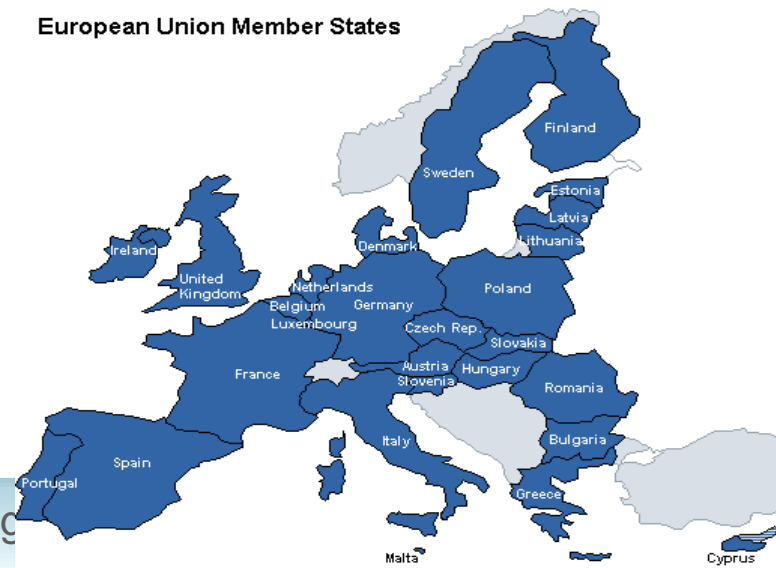 European Union Member States
Finland
Sweden
Estonia
Latvia
Lithuania
Denmark
Ireland
United
Kingdom
Netherlands
Belgium
Germany
Luxembourg
Poland
Czech Rep.
Slovakia
Austria
Hungary
Slovenia
France
Romania
Italy
Bulgaria
Spain
Portugal
Greece
Malta
Cyprus
g